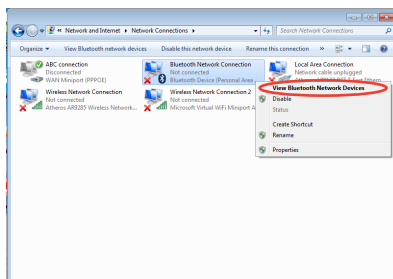 « Network and Internet ▸ Network Connections ▸
Search Network Connections
Organize ▾ View Bluetooth network devices Disable this network device Rename this connection »
ABC connection
Disconnected
WAN Miniport (PPPOE)
Bluetooth Network Connection
Not connected
Bluetooth Device (Personal Area ...
Local Area Connection
Network cable unplugged
Wireless Network Connection
Not connected
Atheros AR9285 Wireless Network...
Wireless Network Connection 2
Not connected
Microsoft Virtual WiFi Miniport A
View Bluetooth Network Devices
Disable
Status
Create Shortcut
Rename
Properties